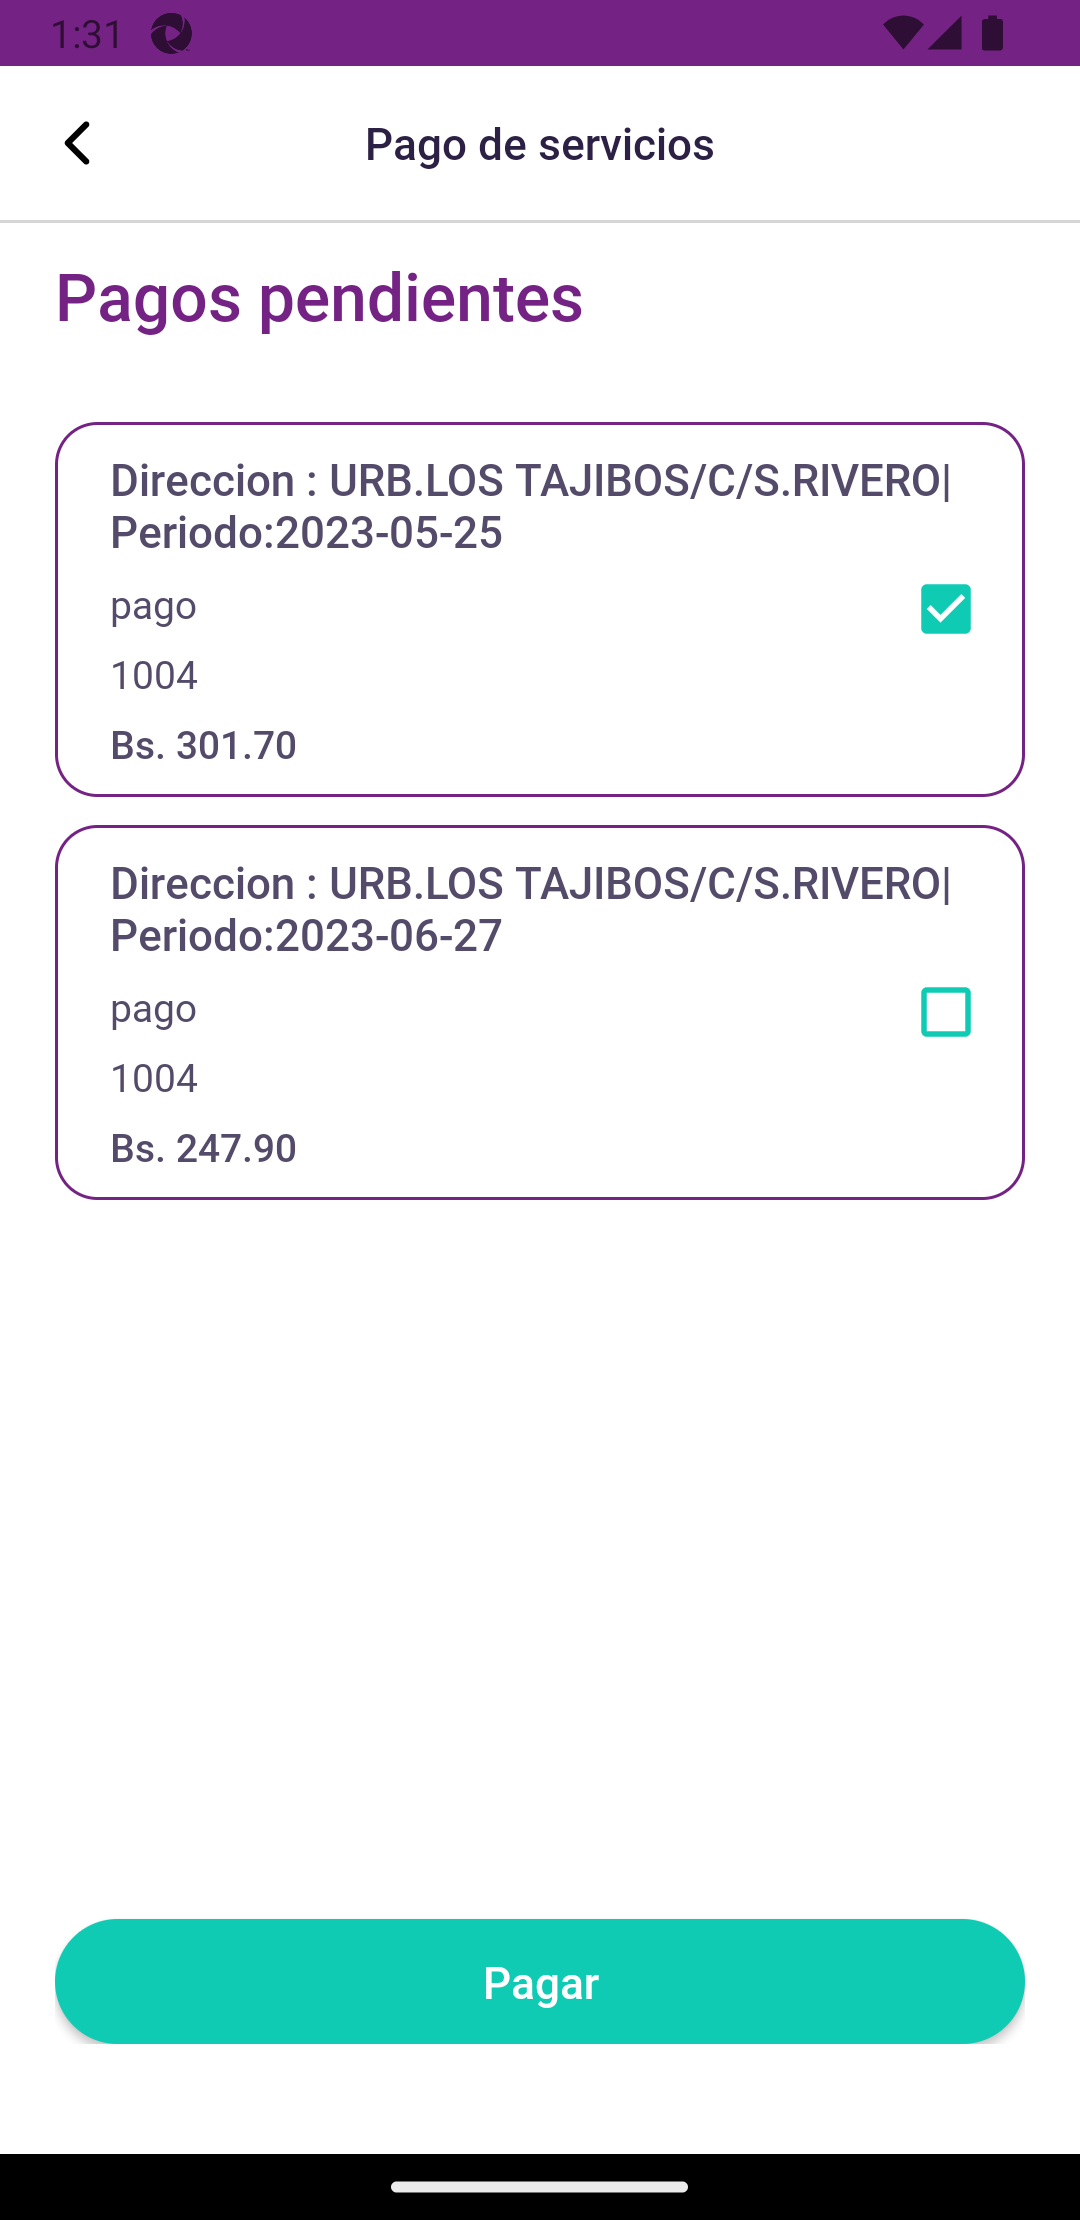 1:31
Pago de servicios
Pagos pendientes
Direccion : URB.LOS TAJIBOS/C/S.RIVERO|
Periodo:2023-05-25
pago
1004
Bs. 301.70
Direccion : URB.LOS TAJIBOS/C/S.RIVERO|
Periodo:2023-06-27
pago
1004
Bs. 247.90
Pagar